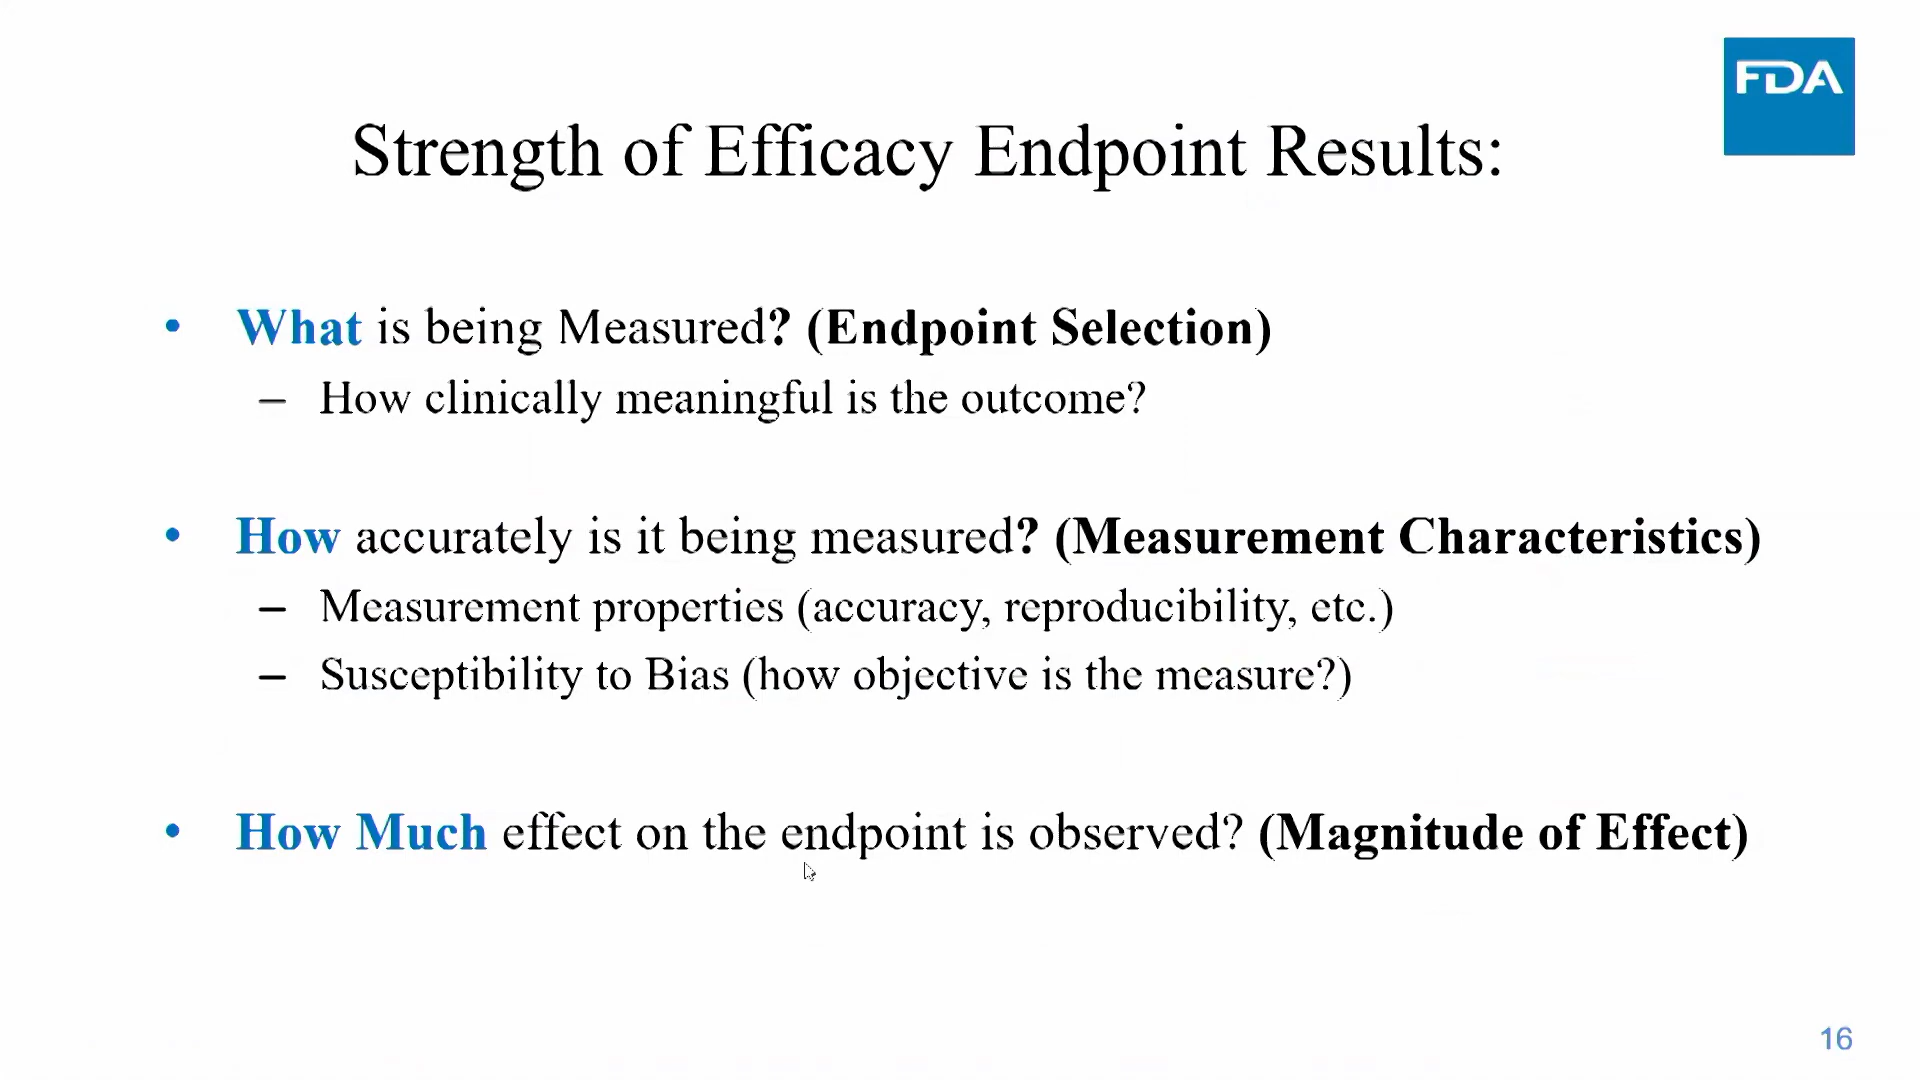 FDA
Strength of Efficacy Endpoint Results:
• What is being Measured? (Endpoint Selection)
– How clinically meaningful is the outcome?
• How accurately is it being measured? (Measurement Characteristics)
– Measurement properties (accuracy, reproducibility, etc.)
– Susceptibility to Bias (how objective is the measure?)
• How Much effect on the endpoint is observed? (Magnitude of Effect)
16